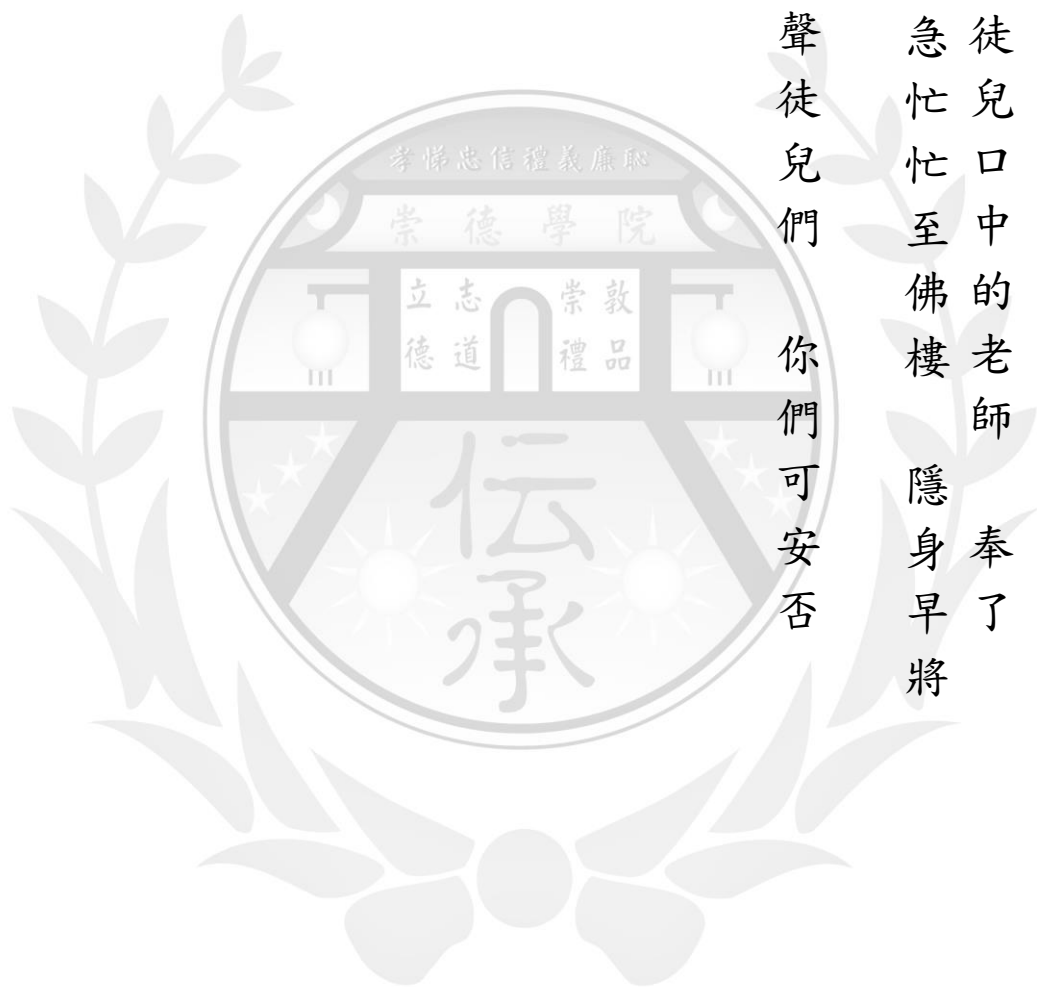 徒兒口中的老師　奉了
急忙忙至佛樓　隱身早將
聲徒兒們　你們可安否
孝悌忠信禮義廉恥
崇德學院
敦品崇禮
志道立德
伝承